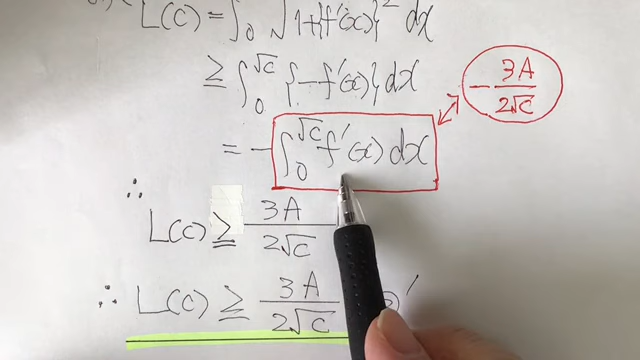 L(c) = ∫₀ √1+{f'(x)}² dx
≥ ∫₀^√c {-f'(x)} dx
= - ∫₀^√c f'(x) dx
- 3A/2√c
∴
L(c) ≥ 3A/2√c
∴ L(c) ≥ 3A/2√c